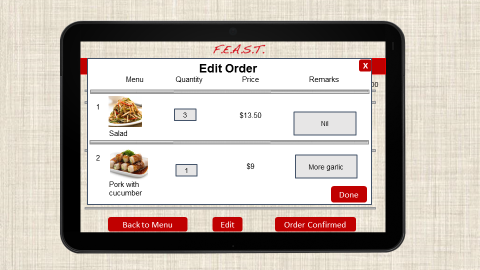 F.E.A.S.T.
Edit Order
X
Menu Quantity Price Remarks
00
1 3 $13.50 Nil
Salad
2 1 $9 More garlic
Pork with
cucumber
Done
Back to Menu Edit Order Confirmed